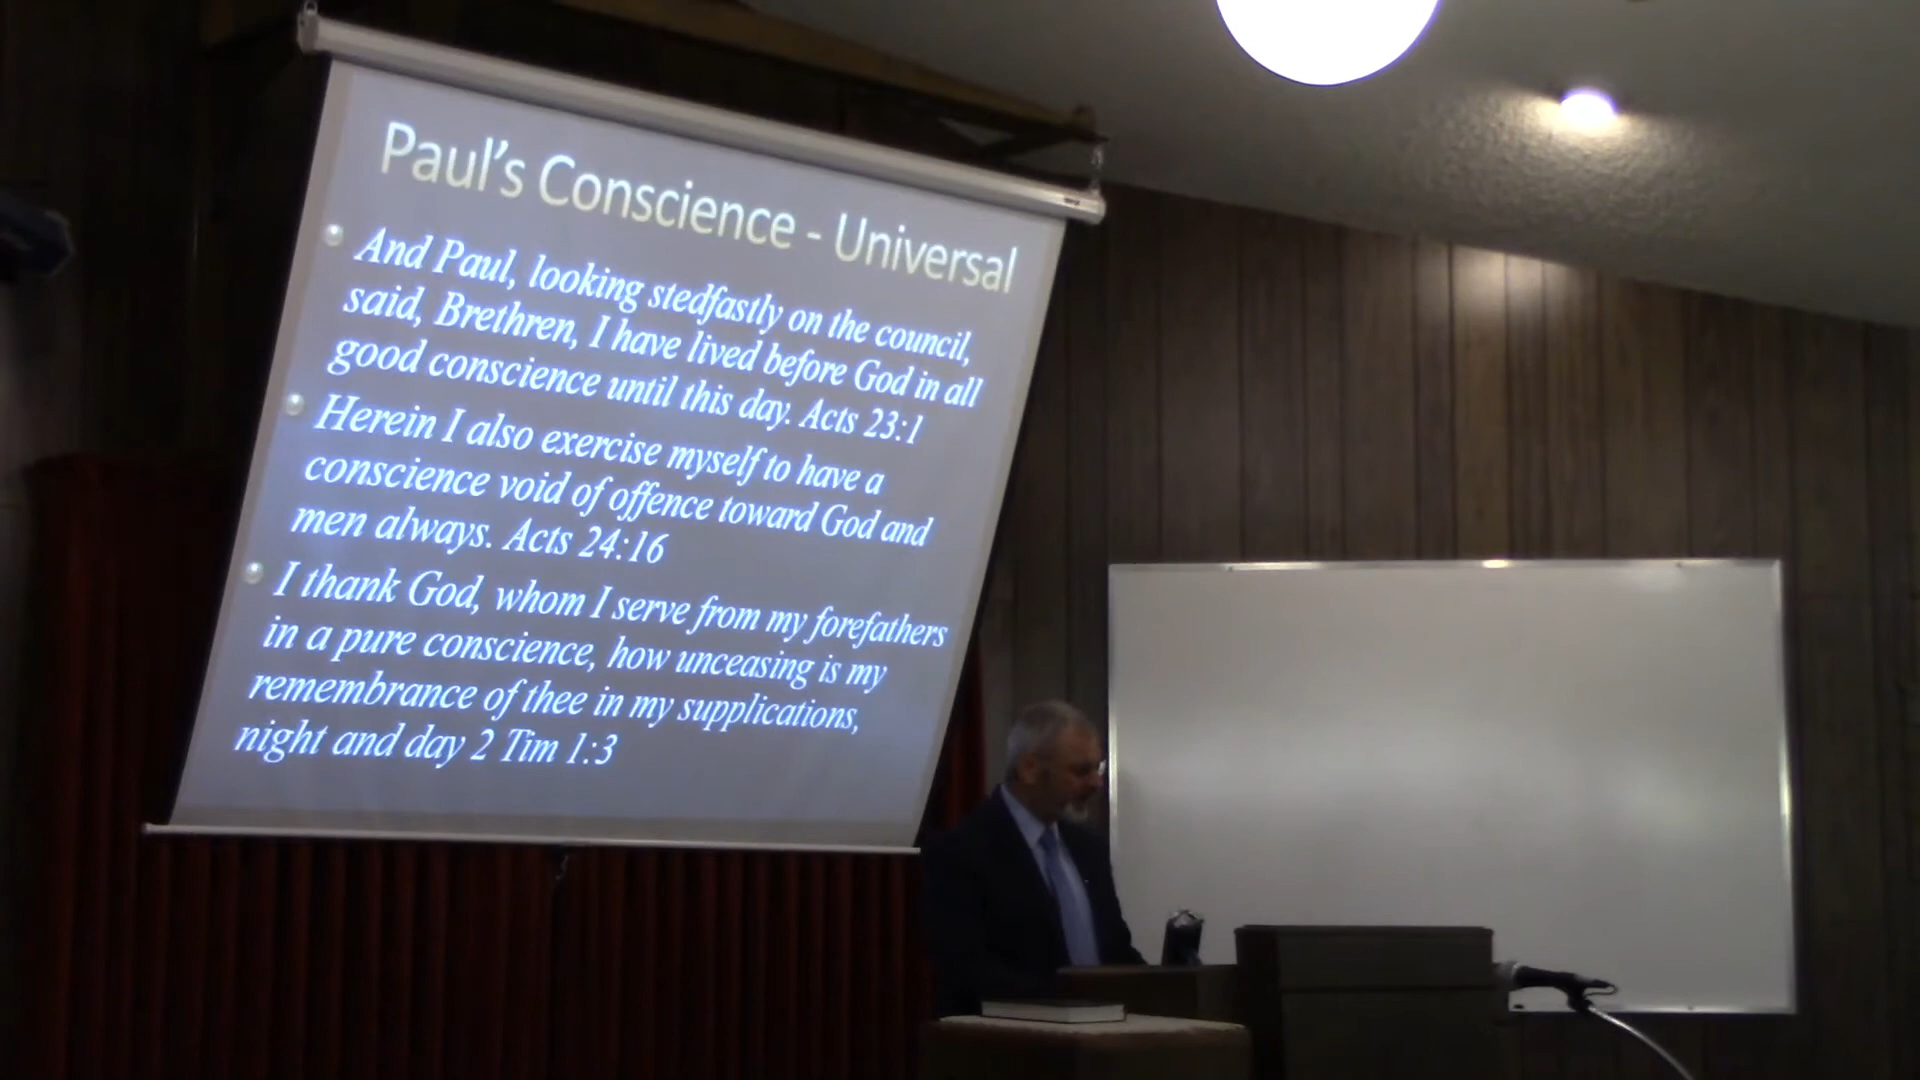 Paul's Conscience - Universal
And Paul, looking stedfastly on the council,
said, Brethren, I have lived before God in all
good conscience until this day. Acts 23:1
Herein I also exercise myself to have a
conscience void of offence toward God and
men always. Acts 24:16
I thank God, whom I serve from my forefathers
in a pure conscience, how unceasing is my
remembrance of thee in my supplications,
night and day 2 Tim 1:3